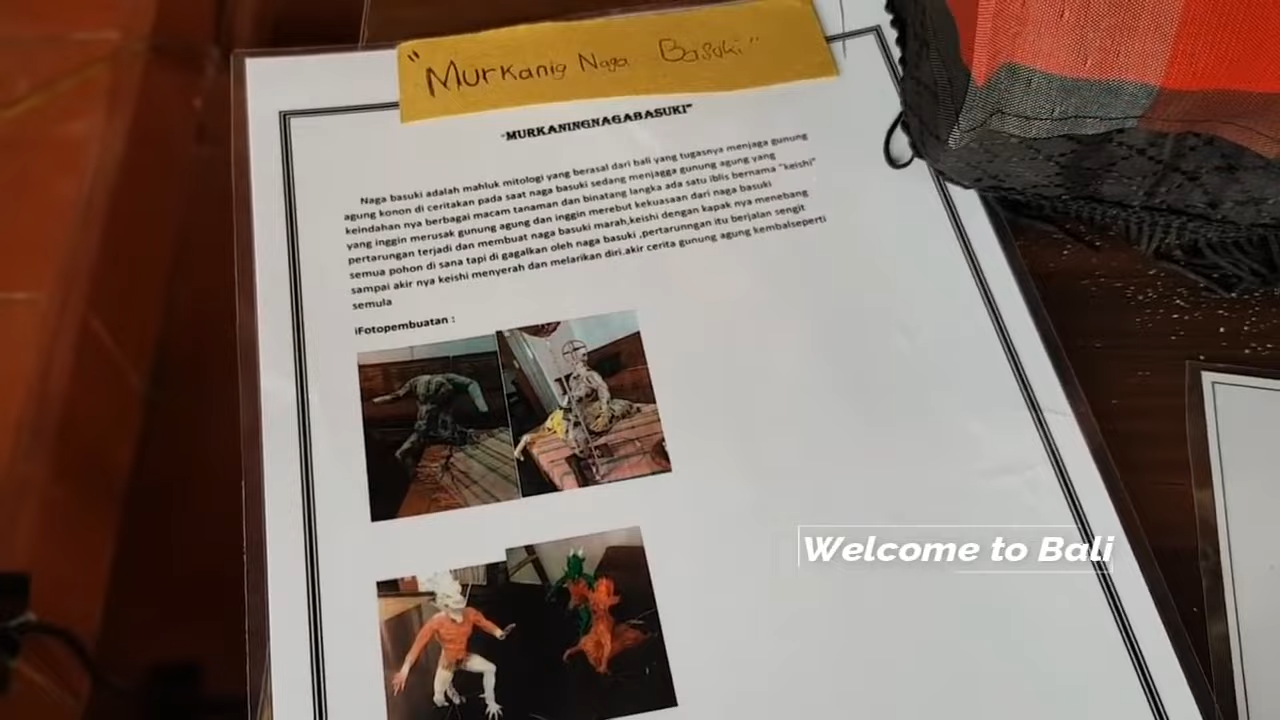 "Murkanig Naga Basuki"
"MURKANINGNAGABASUKI"
Naga basuki adalah mahluk mitologi yang berasal dari bali yang tugasnya menjaga gunung
agung konon di ceritakan pada saat naga basuki sedang menjagga gunung agung yang
keindahan nya berbagai macam tanaman dan binatang langka ada satu iblis bernama "keishi"
yang inggin merusak gunung agung dan inggin merebut kekuasaan dari naga basuki
pertarungan terjadi dan membuat naga basuki marah,keishi dengan kapak nya menebang
semua pohon di sana tapi di gagalkan oleh naga basuki ,pertarunngan itu berjalan sengit
sampai akir nya keishi menyerah dan melarikan diri.akir cerita gunung agung kembalseperti
semula
iFotopembuatan :
Welcome to Bali